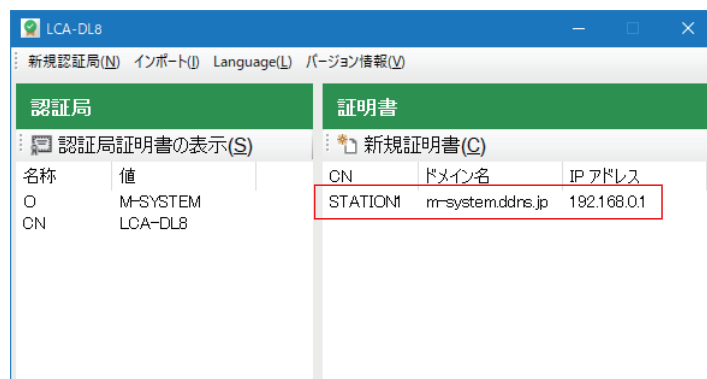 LCA-DL8
新規認証局(N) インポート(I) Language(L) バージョン情報(V)
認証局
証明書
認証局証明書の表示(S)
新規証明書(C)
名称 値
CN ドメイン名 IP アドレス
O M-SYSTEM
STATION1 m-system.ddns.jp 192.168.0.1
CN LCA-DL8